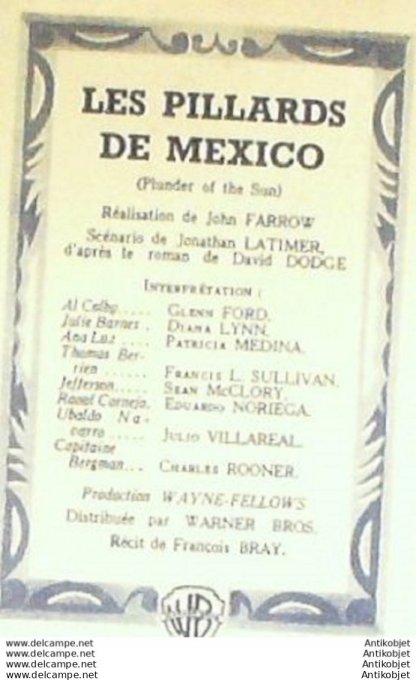 LES PILLARDS
DE MEXICO
(Plunder of the Sun)
Réalisation de John FARROW
Scénario de Jonathan LATIMER,
d'après le roman de David DODGE
INTERPRÉTATION :
Al Colby..... GLENN FORD.
Julie Barnes . DIANA LYNN.
Ana Luz .... PATRICIA MEDINA.
Thomas Ber-
rien ...... FRANCIS L. SULLIVAN.
Jefferson..... SEAN MCCLORY.
Raoul Cornejo. EDUARDO NORIEGA.
Ubaldo Na-
varro ..... JULIO VILLAREAL.
Capitaine
Bergman... CHARLES ROONER.
Production WAYNE-FELLOWS
Distribuée par WARNER BROS.
Récit de François BRAY.
WB
www.delcampe.net Antikobjet
www.delcampe.net Antikobjet
www.delcampe.net Antikobjet
www.delcampe.net Antikobjet